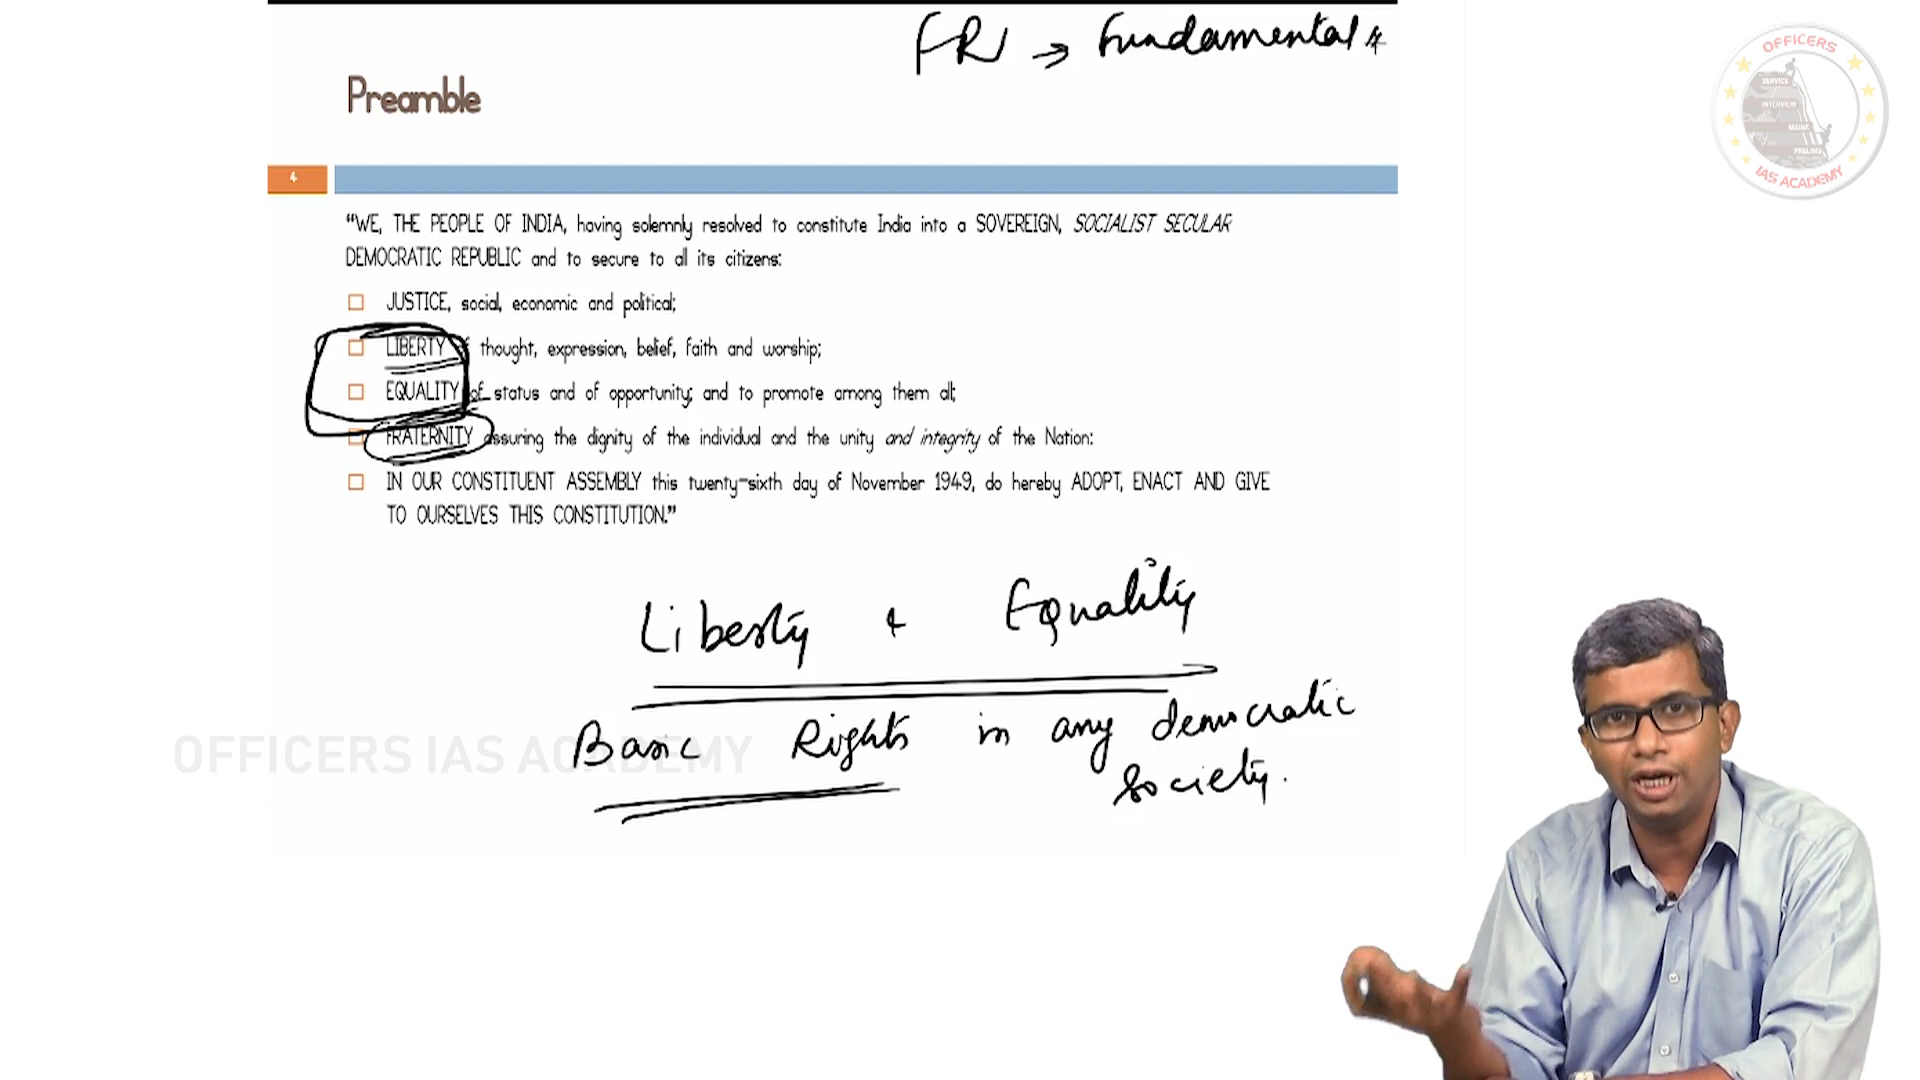 FR → Fundamental &
Preamble
4
“WE, THE PEOPLE OF INDIA, having solemnly resolved to constitute India into a SOVEREIGN, SOCIALIST SECULAR
DEMOCRATIC REPUBLIC and to secure to all its citizens:
JUSTICE, social, economic and political;
LIBERTY of thought, expression, belief, faith and worship;
EQUALITY of status and of opportunity; and to promote among them all;
FRATERNITY assuring the dignity of the individual and the unity and integrity of the Nation:
IN OUR CONSTITUENT ASSEMBLY this twenty-sixth day of November 1949, do hereby ADOPT, ENACT AND GIVE
TO OURSELVES THIS CONSTITUTION.”
Liberty & Equality
Basic Rights in any democratic
society.
OFFICERS IAS ACADEMY
OFFICERS
SERVICE
INTERVIEW
MAINS
PRELIMS
IAS ACADEMY